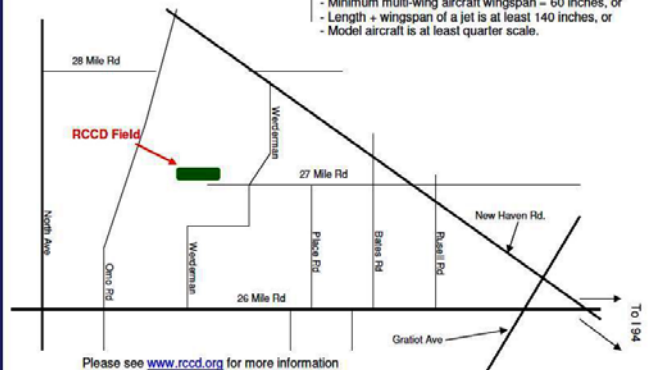 - Minimum multi-wing aircraft wingspan = 60 inches, or
- Length + wingspan of a jet is at least 140 inches, or
- Model aircraft is at least quarter scale.
28 Mile Rd
RCCD Field
Werderman
27 Mile Rd
North Ave
New Haven Rd.
Omo Rd
Werderman
Place Rd
Bates Rd
Rusell Rd
26 Mile Rd
To I 94
Gratiot Ave
Please see www.rccd.org for more information